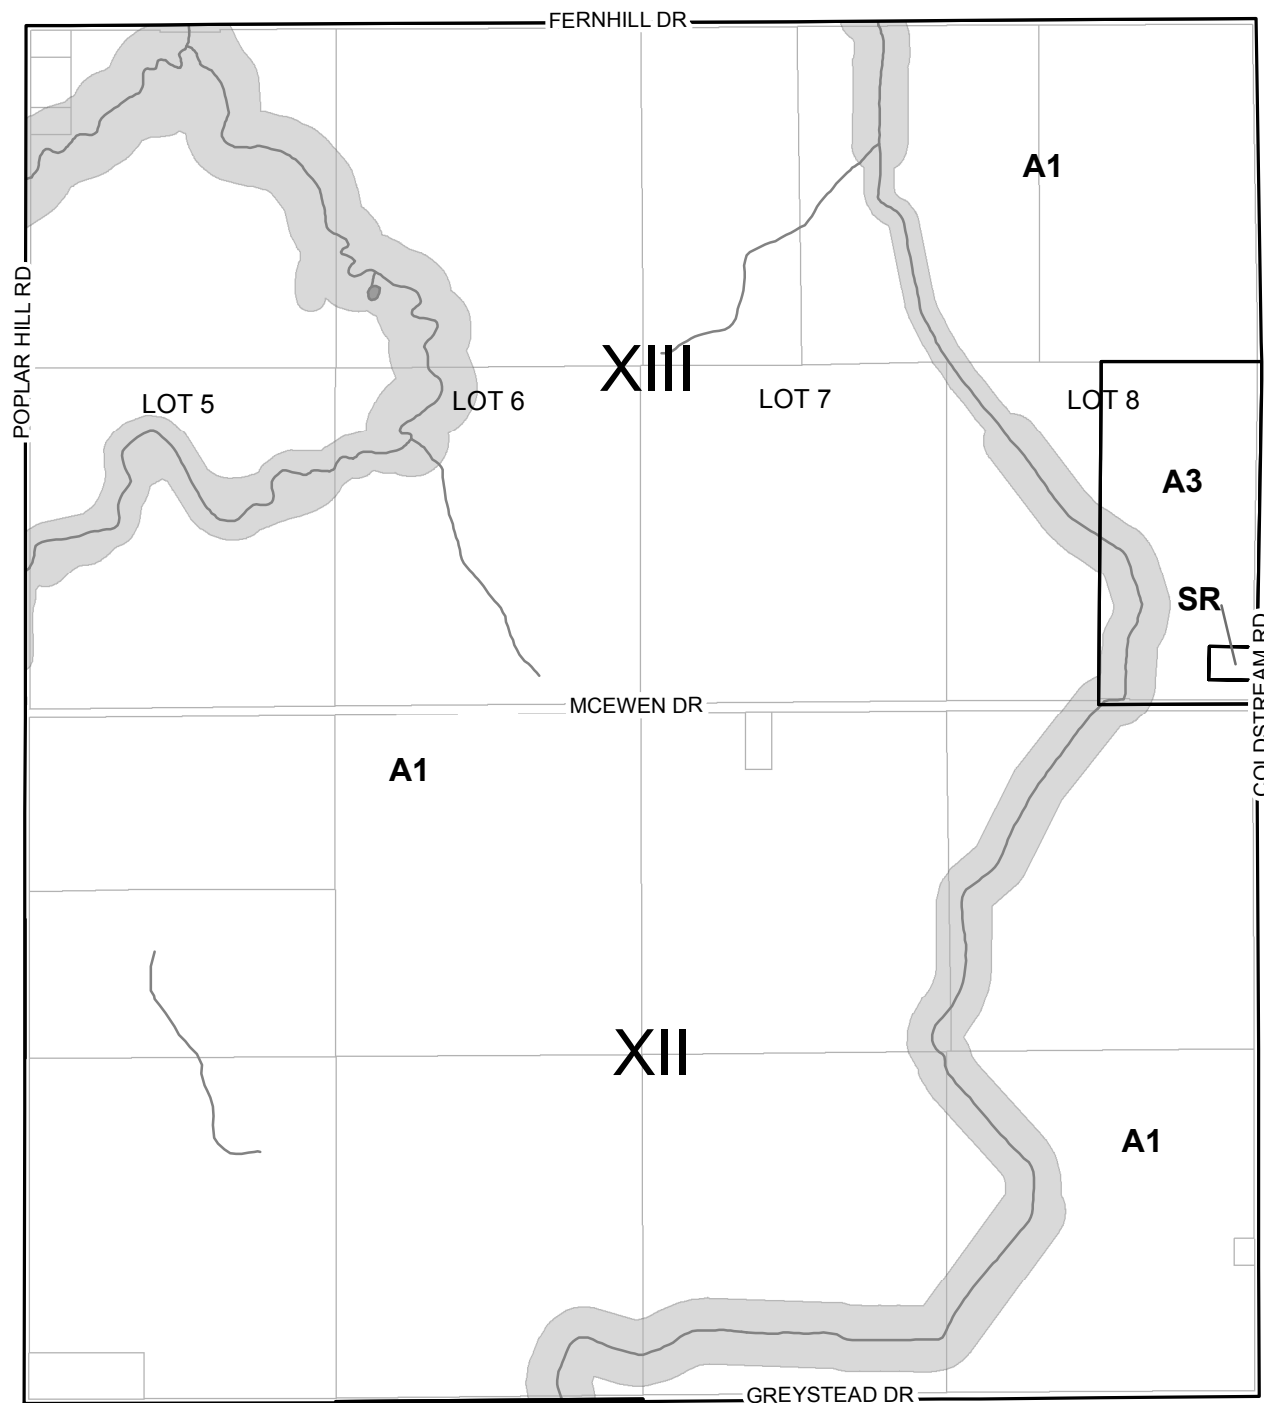 FERNHILL DR
A1
POPLAR HILL RD
XIII
LOT 5
LOT 6
LOT 7
LOT 8
A3
SR
COLDSTREAM RD
MCEWEN DR
A1
XII
A1
GREYSTEAD DR